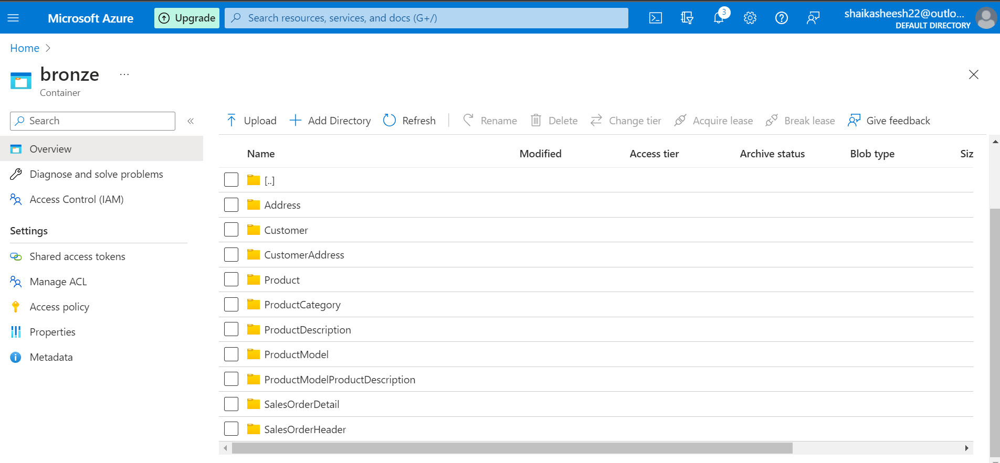 Microsoft Azure
Upgrade
Search resources, services, and docs (G+/)
3
shaikasheesh22@outlo...
DEFAULT DIRECTORY
Home
bronze
...
Container
Search
«
Upload
Add Directory
Refresh
Rename
Delete
Change tier
Acquire lease
Break lease
Give feedback
Overview
Diagnose and solve problems
Access Control (IAM)
Settings
Shared access tokens
Manage ACL
Access policy
Properties
Metadata
Name Modified Access tier Archive status Blob type Siz
[..]
Address
Customer
CustomerAddress
Product
ProductCategory
ProductDescription
ProductModel
ProductModelProductDescription
SalesOrderDetail
SalesOrderHeader